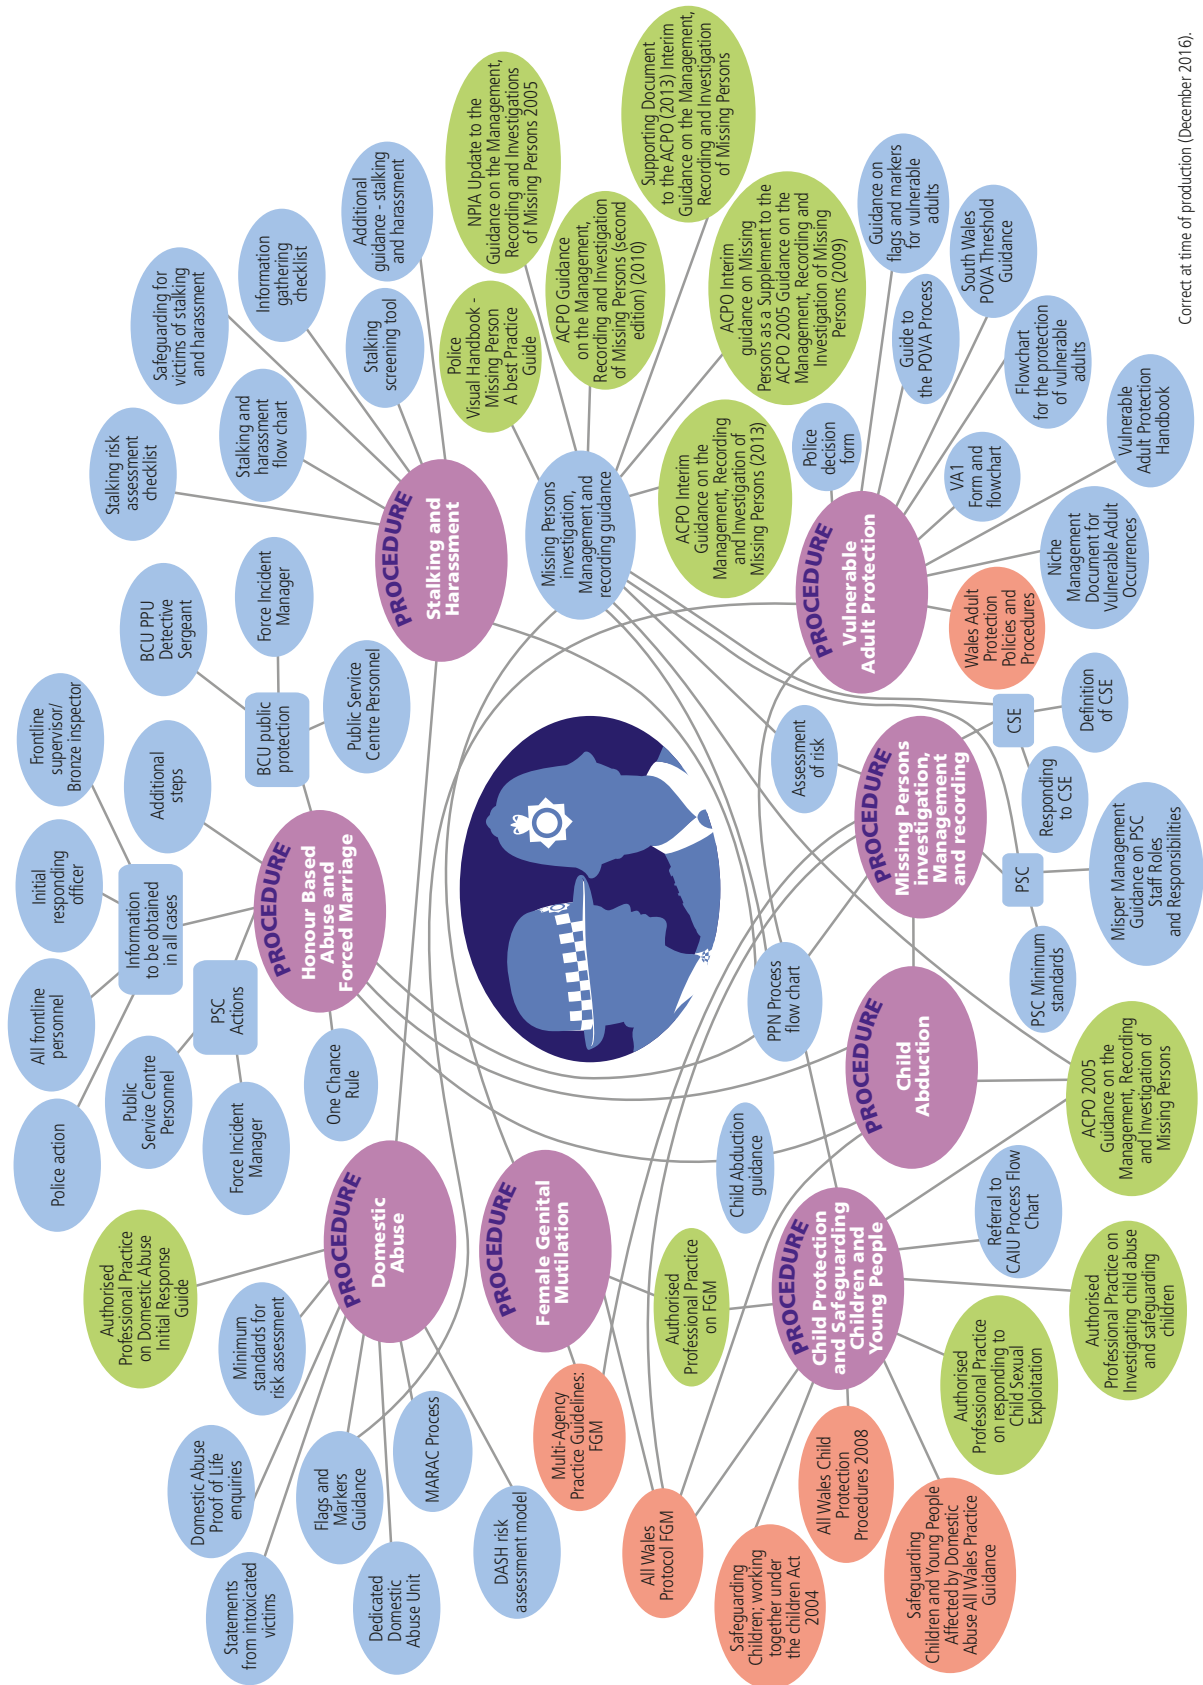 Police action
All frontline
personnel
Initial
responding
officer
Frontline
supervisor/
Bronze inspector
Public
Service Centre
Personnel
Force Incident
Manager
PSC
Actions
Information
to be obtained
in all cases
Additional
steps
BCU PPU
Detective
Sergeant
Force Incident
Manager
BCU public
protection
Public Service
Centre Personnel
One Chance
Rule
PROCEDURE
Honour Based
Abuse and
Forced Marriage
Stalking risk
assessment
checklist
Safeguarding for
victims of stalking
and harassment
Stalking and
harassment
flow chart
Information
gathering
checklist
Stalking
screening tool
Additional
guidance - stalking
and harassment
PROCEDURE
Stalking and
Harassment
Authorised
Professional Practice
on Domestic Abuse
Initial Response
Guide
Minimum
standards for
risk assessment
Domestic Abuse
Proof of Life
enquiries
Statements
from intoxicated
victims
Flags and
Markers
Guidance
Dedicated
Domestic
Abuse Unit
MARAC Process
DASH risk
assessment model
PROCEDURE
Domestic
Abuse
PROCEDURE
Female Genital
Mutilation
Multi-Agency
Practice Guidelines:
FGM
Authorised
Professional Practice
on FGM
All Wales
Protocol FGM
Police
Visual Handbook -
Missing Person
A best Practice
Guide
NPIA Update to the
Guidance on the Management,
Recording and Investigations
of Missing Persons 2005
ACPO Guidance
on the Management,
Recording and Investigation
of Missing Persons (second
edition) (2010)
Supporting Document
to the ACPO (2013) Interim
Guidance on the Management,
Recording and Investigation
of Missing Persons
Missing Persons
investigation,
Management and
recording guidance
ACPO Interim
guidance on Missing
Persons as a Supplement to the
ACPO 2005 Guidance on the
Management, Recording and
Investigation of Missing
Persons (2009)
ACPO Interim
Guidance on the
Management, Recording
and Investigation of
Missing Persons (2013)
Police
decision
form
Guidance on
flags and markers
for vulnerable
adults
Guide to
the POVA Process
South Wales
POVA Threshold
Guidance
Flowchart
for the protection
of vulnerable
adults
VA1
Form and
flowchart
Vulnerable
Adult Protection
Handbook
Niche
Management
Document for
Vulnerable Adult
Occurrences
Wales Adult
Protection
Policies and
Procedures
PROCEDURE
Vulnerable
Adult Protection
Assessment
of risk
PROCEDURE
Missing Persons
investigation,
Management
and recording
CSE
Definition
of CSE
Responding
to CSE
PSC
Misper Management
Guidance on PSC
Staff Roles
and Responsibilities
PSC Minimum
standards
PPN Process
flow chart
PROCEDURE
Child
Abduction
Child Abduction
guidance
ACPO 2005
Guidance on the
Management, Recording
and Investigation of
Missing Persons
PROCEDURE
Child Protection
and Safeguarding
Children and
Young People
Referral to
CAIU Process Flow
Chart
Authorised
Professional Practice on
Investigating child abuse
and safeguarding
children
Authorised
Professional Practice
on responding to
Child Sexual
Exploitation
All Wales Child
Protection
Procedures 2008
Safeguarding
Children; working
together under
the children Act
2004
Safeguarding
Children and Young People
Affected by Domestic
Abuse All Wales Practice
Guidance
Correct at time of production (December 2016).